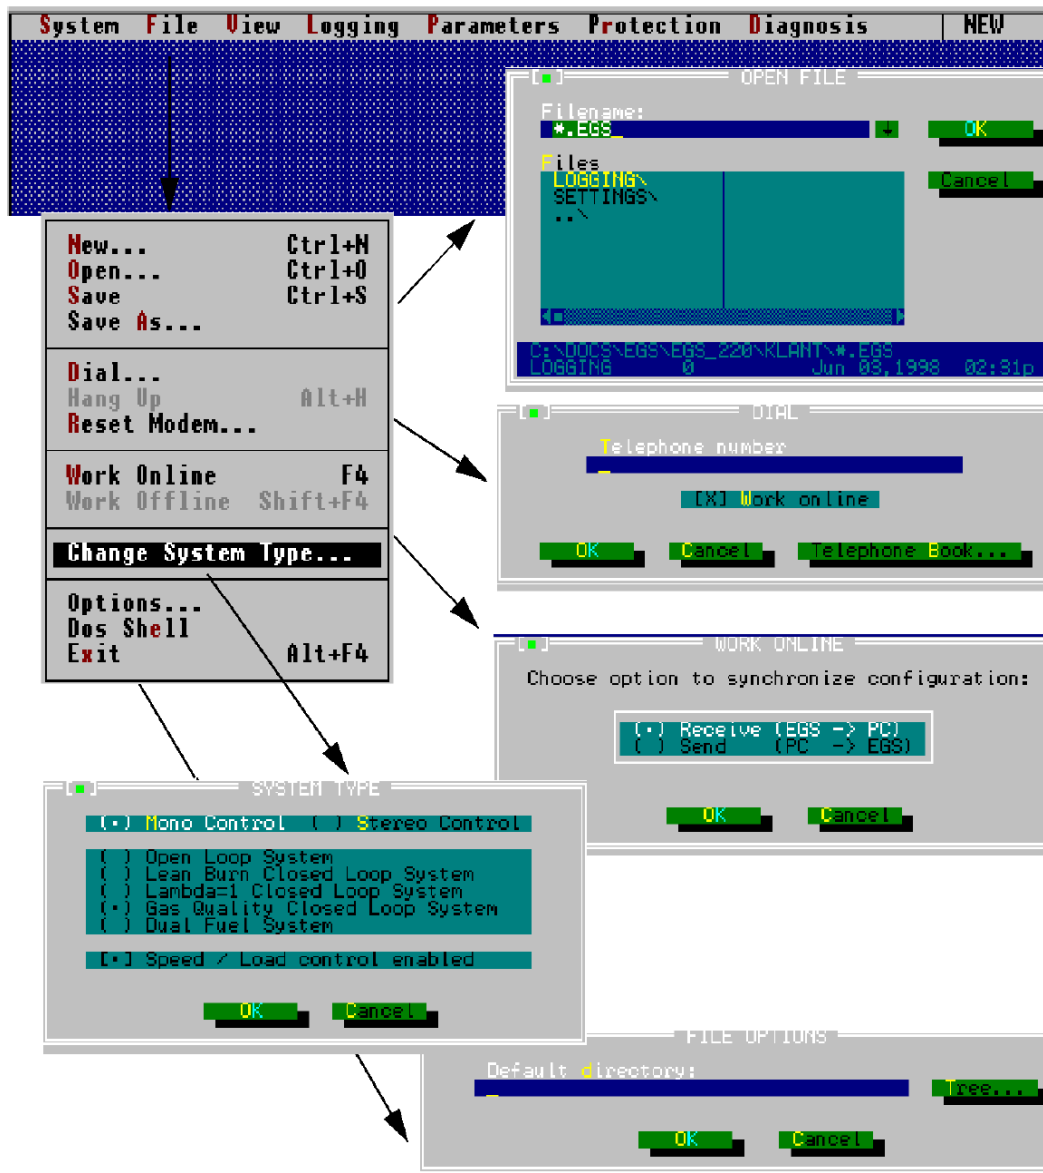 System File View Logging Parameters Protection Diagnosis NEW
New... Ctrl+N
Open... Ctrl+O
Save Ctrl+S
Save As...
Dial...
Hang Up Alt+H
Reset Modem...
Work Online F4
Work Offline Shift+F4
Change System Type...
Options...
Dos Shell
Exit Alt+F4
OPEN FILE
Filename:
*.EGS_
OK
Files
LOGGING\
Cancel
SETTINGS\
..\
C:\DOCS\EGS\EGS_220\KLANT\*.EGS
LOGGING 0 Jun 03,1998 02:31p
DIAL
Telephone number
_
[X] Work online
OK Cancel Telephone Book...
WORK ONLINE
Choose option to synchronize configuration:
(•) Receive (EGS -> PC)
( ) Send (PC -> EGS)
OK Cancel
SYSTEM TYPE
(•) Mono Control ( ) Stereo Control
( ) Open Loop System
( ) Lean Burn Closed Loop System
( ) Lambda=1 Closed Loop System
(•) Gas Quality Closed Loop System
( ) Dual Fuel System
[•] Speed / Load control enabled
OK Cancel
FILE OPTIONS
Default directory:
_ Tree...
OK Cancel